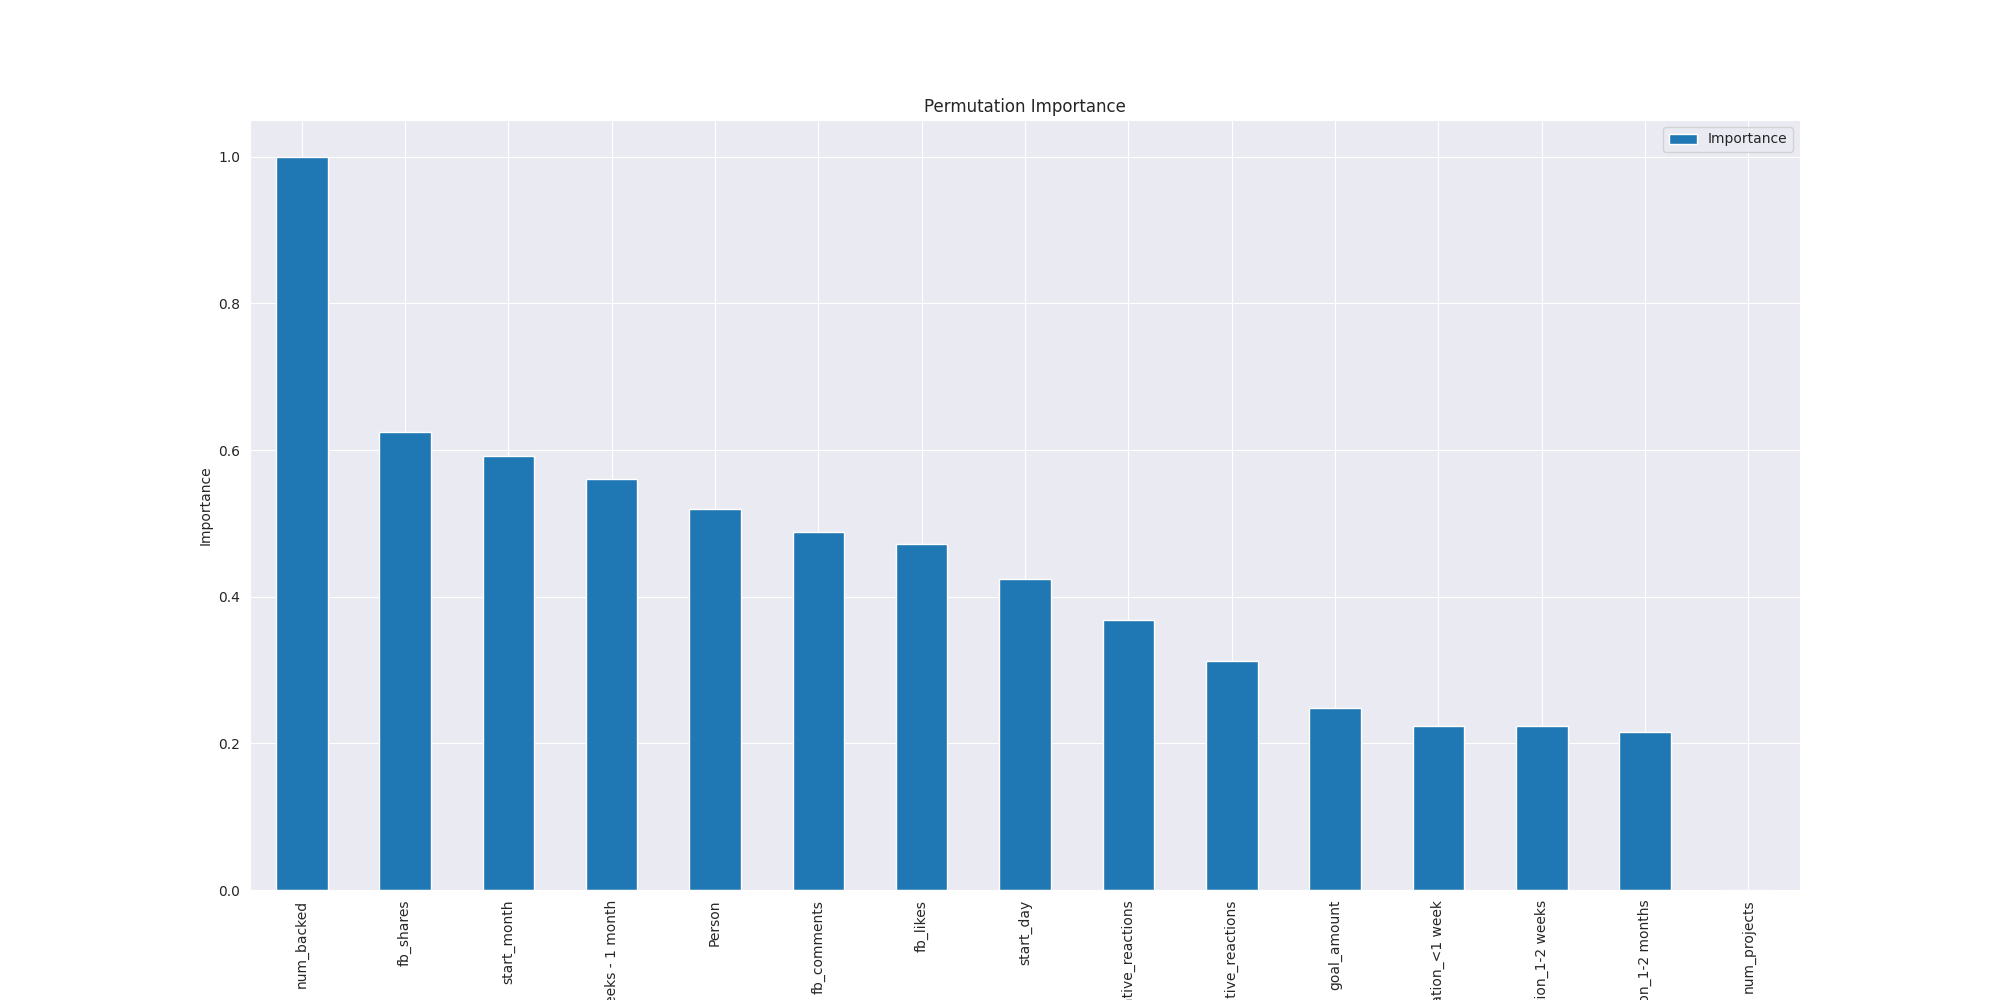 Permutation Importance
Importance
1.0
0.8
0.6
0.4
0.2
0.0
Importance
num_backed
fb_shares
start_month
eeks - 1 month
Person
fb_comments
fb_likes
start_day
tive_reactions
tive_reactions
goal_amount
ation_<1 week
ion_1-2 weeks
on_1-2 months
num_projects